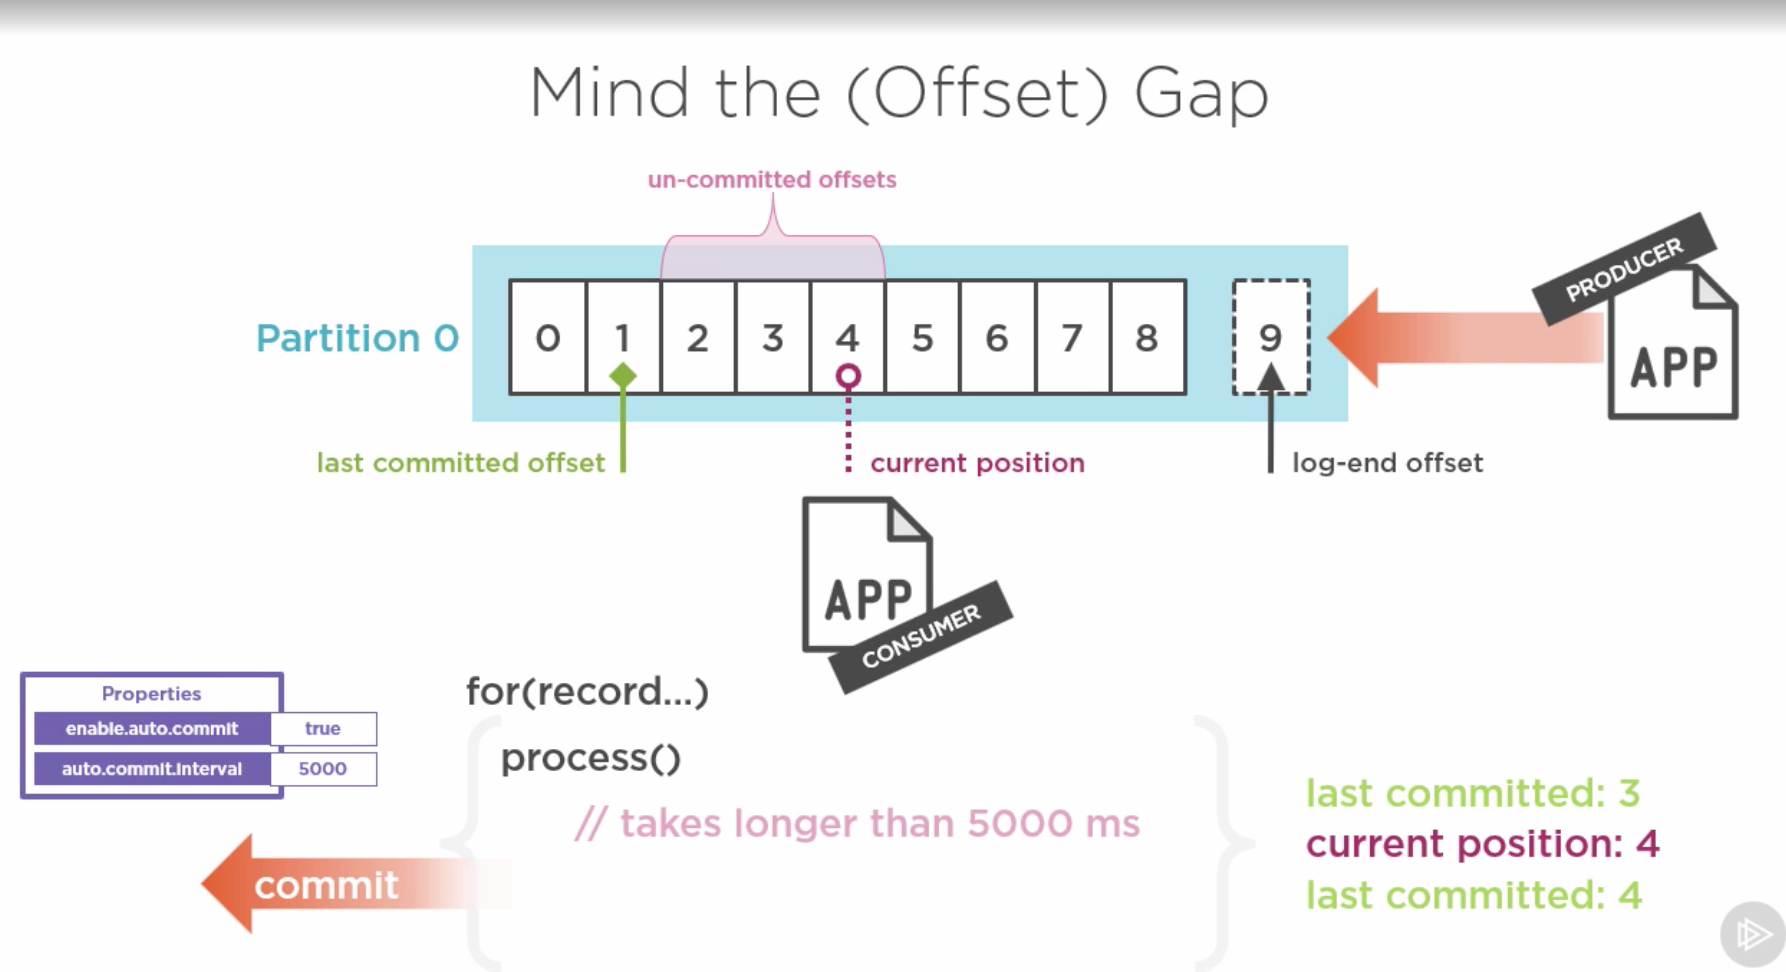 Mind the (Offset) Gap
un-committed offsets
PRODUCER
APP
Partition 0
0 1 2 3 4 5 6 7 8 9
last committed offset
current position
log-end offset
APP
CONSUMER
Properties
enable.auto.commit true
auto.commit.interval 5000
for(record...)
{
process()
// takes longer than 5000 ms
}
commit
last committed: 3
current position: 4
last committed: 4